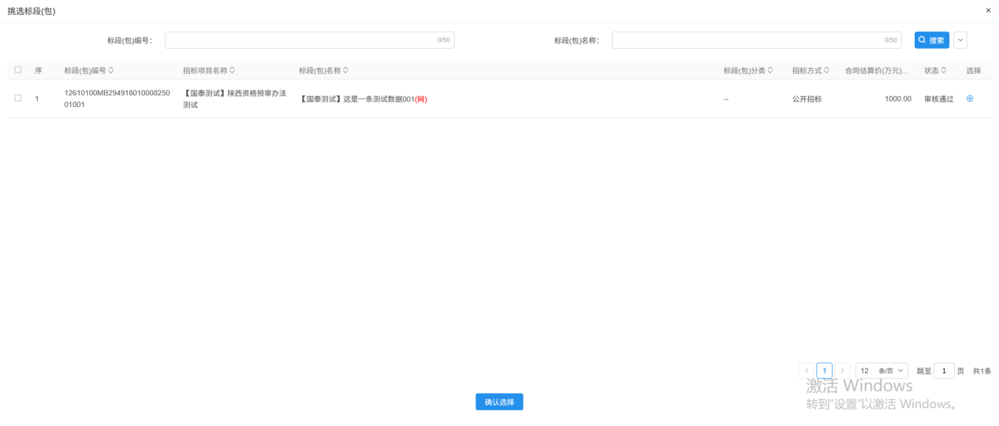 挑选标段(包)
×
标段(包)编号：
0/50
标段(包)名称：
0/50
搜索
序
标段(包)编号
招标项目名称
标段(包)名称
标段(包)分类
招标方式
合同估算价(万元)...
状态
选择
1
12610100MB294918010008250
01001
【国泰测试】陕西资格预审办法
测试
【国泰测试】这是一条测试数据001(网)
--
公开招标
1000.00
审核通过
1
12 条/页
跳至 1 页
共1条
激活 Windows
转到"设置"以激活 Windows。
确认选择